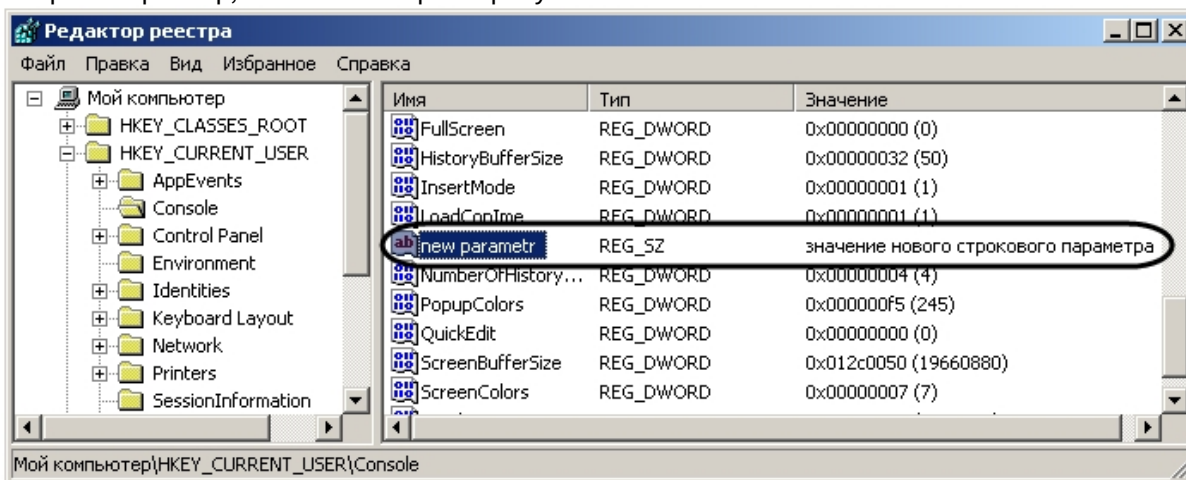 Редактор реестра
Файл Правка Вид Избранное Справка
Мой компьютер
HKEY_CLASSES_ROOT
HKEY_CURRENT_USER
AppEvents
Console
Control Panel
Environment
Identities
Keyboard Layout
Network
Printers
SessionInformation
Имя Тип Значение
FullScreen REG_DWORD 0x00000000 (0)
HistoryBufferSize REG_DWORD 0x00000032 (50)
InsertMode REG_DWORD 0x00000001 (1)
LoadConIme REG_DWORD 0x00000001 (1)
new parametr REG_SZ значение нового строкового параметра
NumberOfHistory... REG_DWORD 0x00000004 (4)
PopupColors REG_DWORD 0x000000f5 (245)
QuickEdit REG_DWORD 0x00000000 (0)
ScreenBufferSize REG_DWORD 0x012c0050 (19660880)
ScreenColors REG_DWORD 0x00000007 (7)
Мой компьютер\HKEY_CURRENT_USER\Console